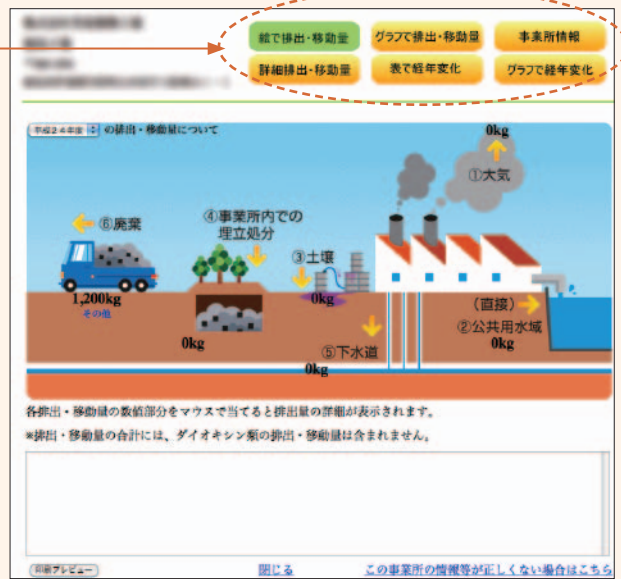 絵で排出・移動量
グラフで排出・移動量
事業所情報
詳細排出・移動量
表で経年変化
グラフで経年変化
平成24年度 の排出・移動量について
0kg
①大気
⑥廃棄
1,200kg
その他
④事業所内での
埋立処分
0kg
③土壌
0kg
(直接)
②公共用水域
0kg
⑤下水道
0kg
各排出・移動量の数値部分をマウスで当てると排出量の詳細が表示されます。
※排出・移動量の合計には、ダイオキシン類の排出・移動量は含まれません。
印刷プレビュー
閉じる
この事業所の情報等が正しくない場合はこちら